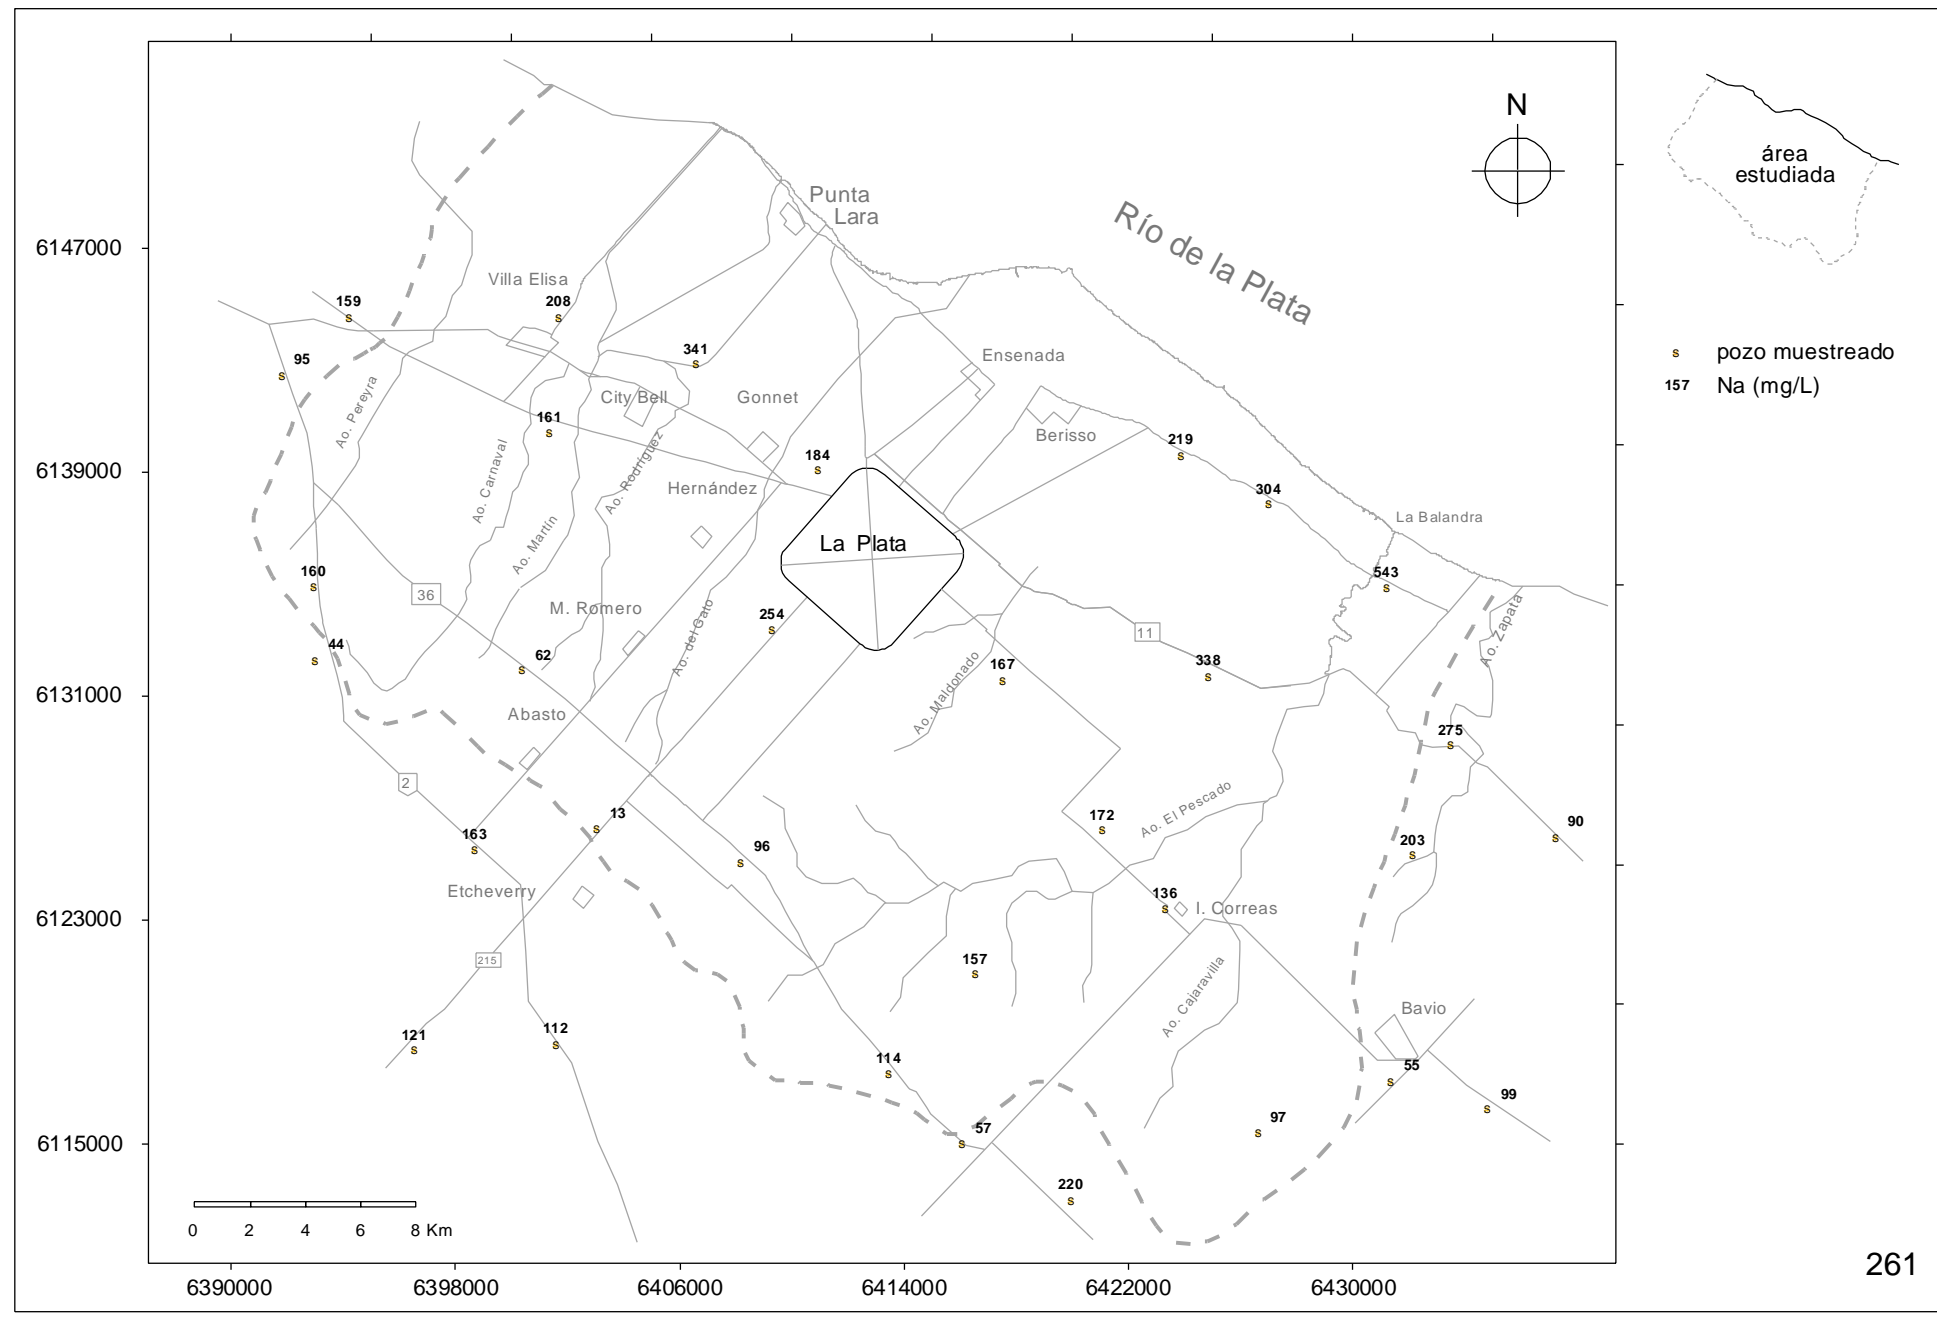 N
Punta
Lara
Río de la Plata
área
estudiada
6147000
Villa Elisa
159
208
s
s
341
s
95
s
Ensenada
s pozo muestreado
157 Na (mg/L)
Ao. Pereyra
City Bell
Gonnet
161
s
Berisso
219
s
6139000
184
s
Ao. Carnaval
Ao. Rodríguez
Hernández
304
s
La Balandra
Ao. Martín
La Plata
160
s
543
s
36
M. Romero
254
s
Ao. del Gato
11
Ao. Zapata
44
s
62
s
167
s
338
s
6131000
Ao. Maldonado
Abasto
275
s
2
Ao. El Pescado
13
s
172
s
90
s
163
s
96
s
203
s
Etcheverry
136
s
I. Correas
6123000
215
157
s
Ao. Cajaravilla
Bavio
121
s
112
s
114
s
55
s
99
s
97
s
6115000
57
s
220
s
0 2 4 6 8 Km
261
6390000 6398000 6406000 6414000 6422000 6430000